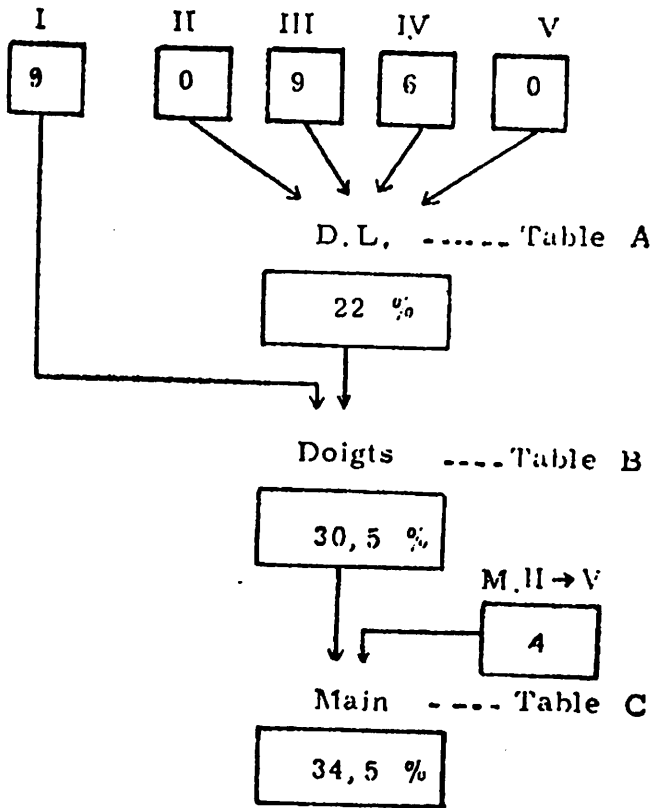 I II III IV V
9 0 9 6 0
D.L. ------ Table A
22 %
Doigts ---- Table B
30,5 %
M.II → V
4
Main ---- Table C
34,5 %